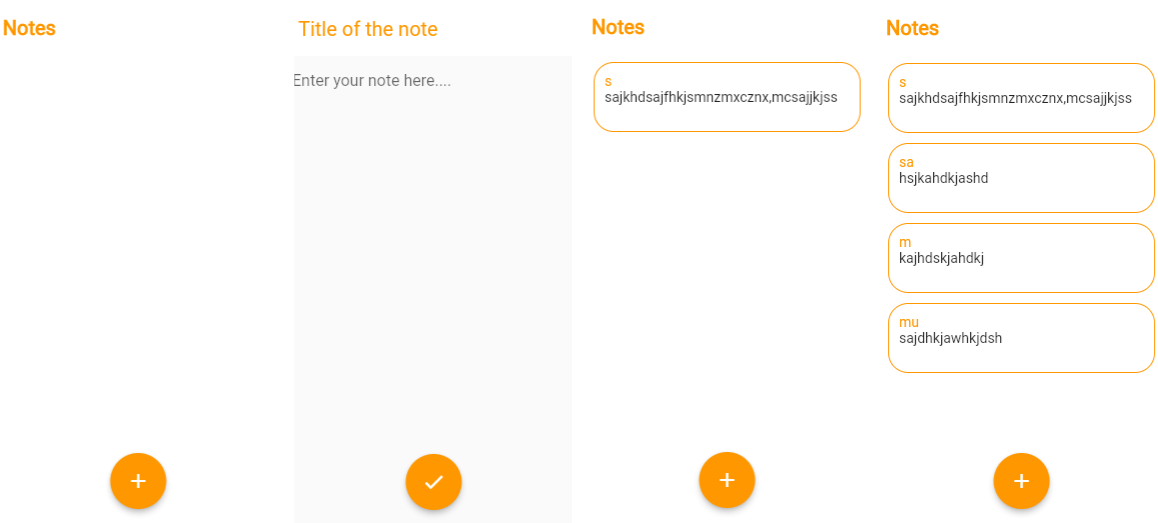 Notes
Title of the note
Enter your note here....
Notes
s
sajkhdsajfhkjsmnzmxcznx,mcsajjkjss
Notes
s
sajkhdsajfhkjsmnzmxcznx,mcsajjkjss
sa
hsjkahdkjashd
m
kajhdskjahdkj
mu
sajdhkjawhkjdsh